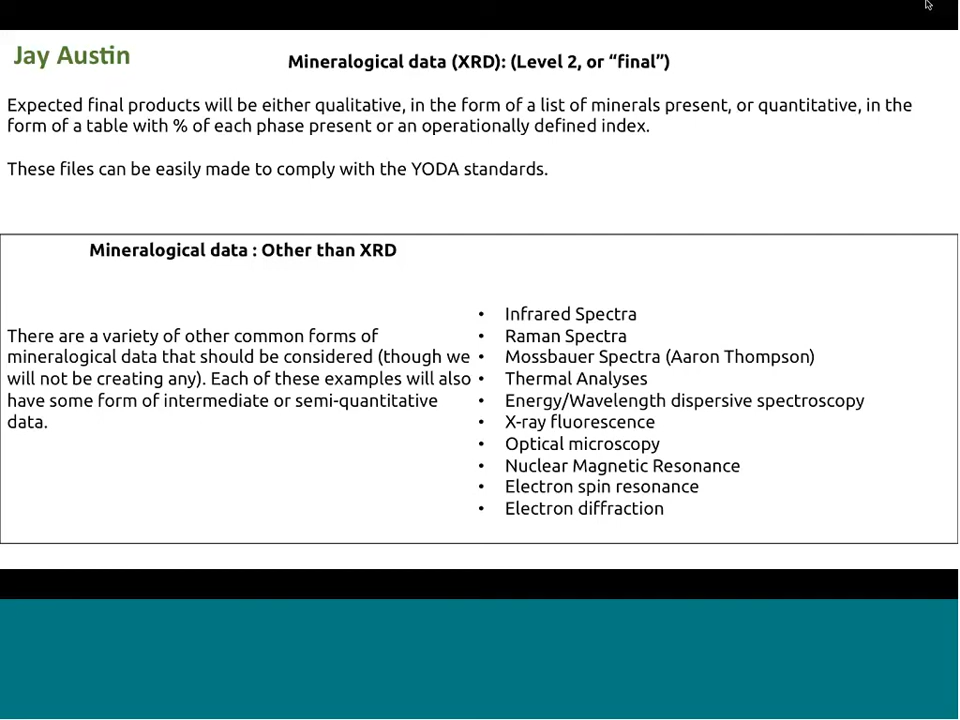 Jay Austin
Mineralogical data (XRD): (Level 2, or “final”)
Expected final products will be either qualitative, in the form of a list of minerals present, or quantitative, in the
form of a table with % of each phase present or an operationally defined index.
These files can be easily made to comply with the YODA standards.
Mineralogical data : Other than XRD
There are a variety of other common forms of
mineralogical data that should be considered (though we
will not be creating any). Each of these examples will also
have some form of intermediate or semi-quantitative
data.
• Infrared Spectra
• Raman Spectra
• Mossbauer Spectra (Aaron Thompson)
• Thermal Analyses
• Energy/Wavelength dispersive spectroscopy
• X-ray fluorescence
• Optical microscopy
• Nuclear Magnetic Resonance
• Electron spin resonance
• Electron diffraction